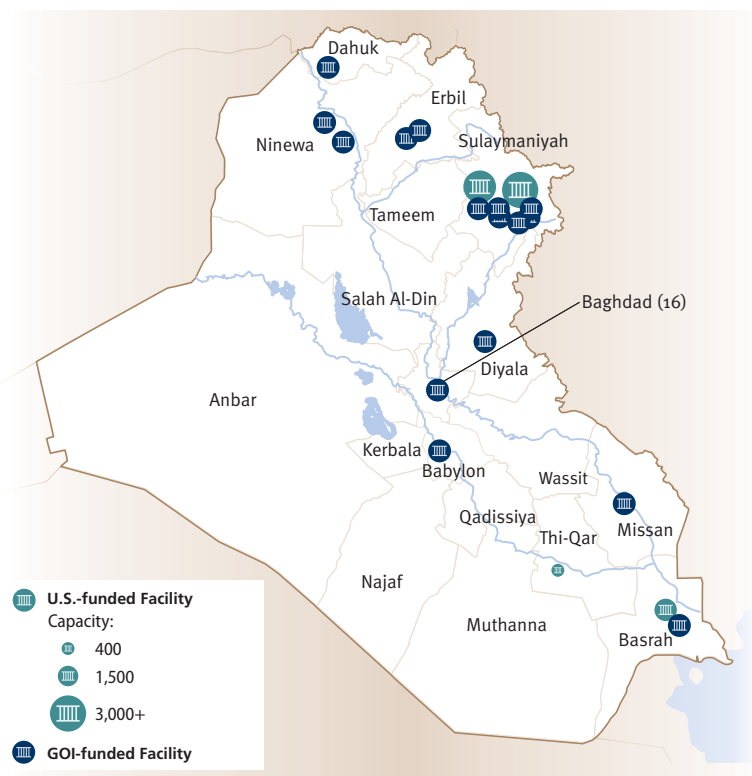 Dahuk
Erbil
Ninewa
Sulaymaniyah
Tameem
Salah Al-Din
Baghdad (16)
Diyala
Anbar
Kerbala
Babylon
Wassit
Qadissiya
Missan
Thi-Qar
Najaf
Muthanna
Basrah
U.S.-funded Facility
Capacity:
400
1,500
3,000+
GOI-funded Facility